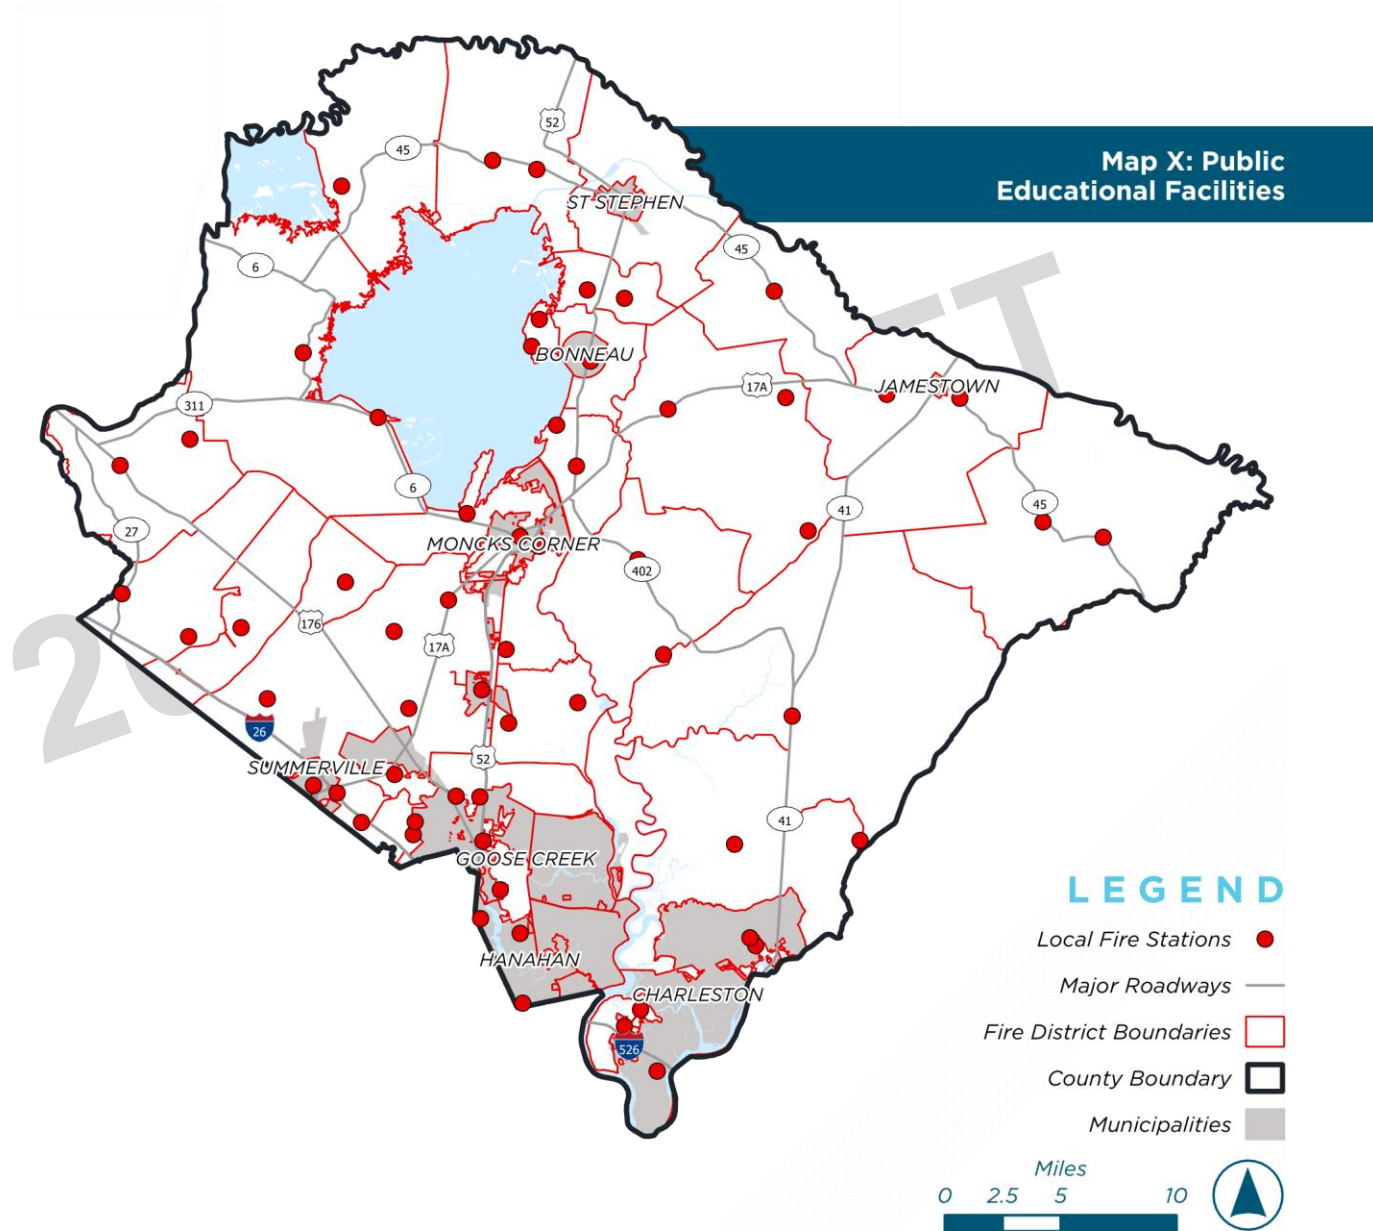 Map X: Public
Educational Facilities
52
45
ST STEPHEN
45
6
BONNEAU
17A
JAMESTOWN
311
6
45
41
27
MONCKS CORNER
402
176
17A
26
52
SUMMERVILLE
41
GOOSE CREEK
HANAHAN
CHARLESTON
526
LEGEND
Local Fire Stations
Major Roadways
Fire District Boundaries
County Boundary
Municipalities
Miles
0 2.5 5 10